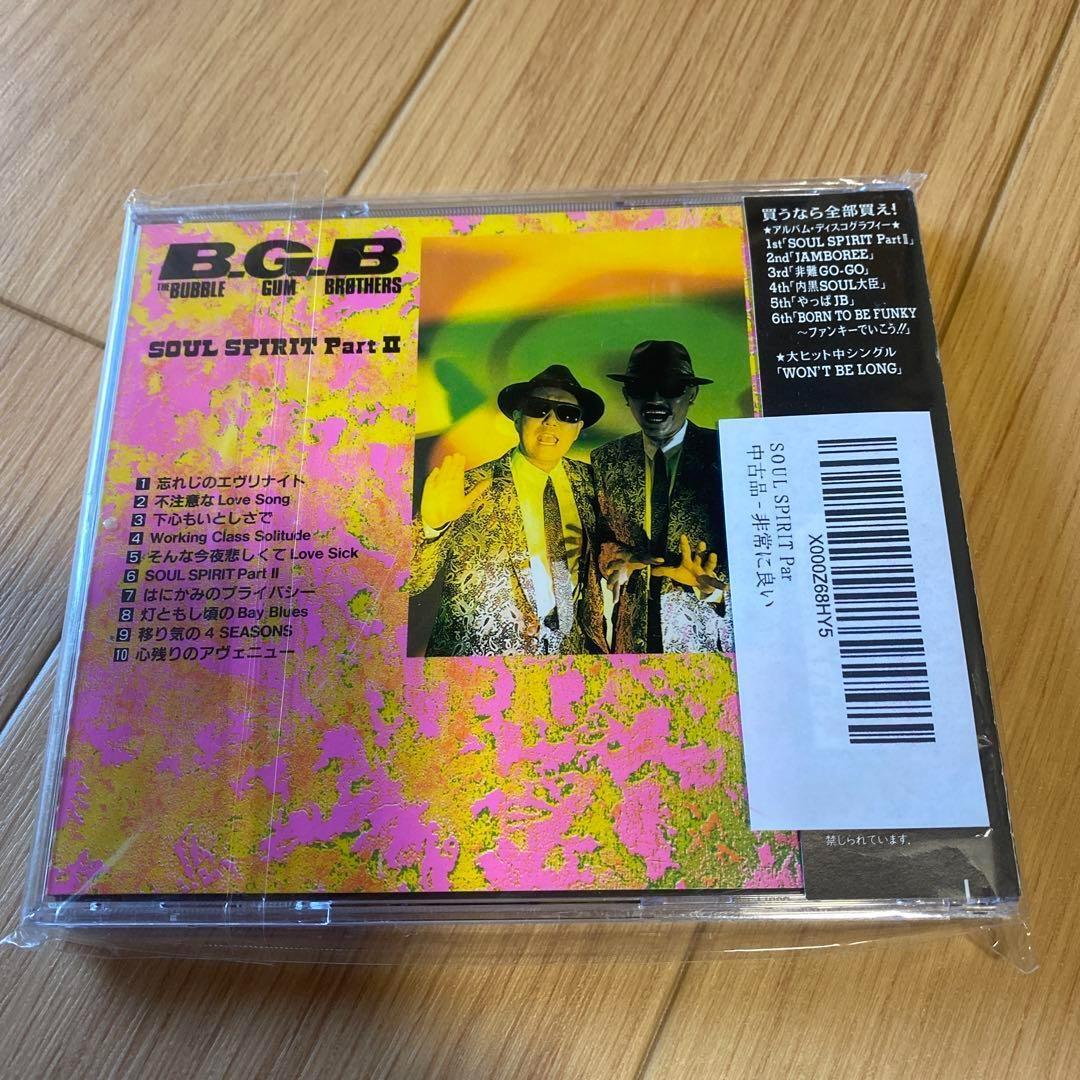 B.G.B
THE BUBBLE GUM BRØTHERS
SOUL SPIRIT Part II
1 忘れじのエヴリナイト
2 不注意な Love Song
3 下心もいとしさで
4 Working Class Solitude
5 そんな今夜悲しくて Love Sick
6 SOUL SPIRIT Part II
7 はにかみのプライバシー
8 灯ともし頃の Bay Blues
9 移り気の 4 SEASONS
10 心残りのアヴェニュー
買うなら全部買え!
★アルバム・ディスコグラフィー★
1st「SOUL SPIRIT Part II」
2nd「JAMBOREE」
3rd「非難GO-GO」
4th「内黒SOUL大臣」
5th「やっぱJB」
6th「BORN TO BE FUNKY
〜ファンキーでいこう!!」
★大ヒット中シングル
「WON'T BE LONG」
X000Z68HY5
SOUL SPIRIT Par
中古品 - 非常に良い
禁じられています。